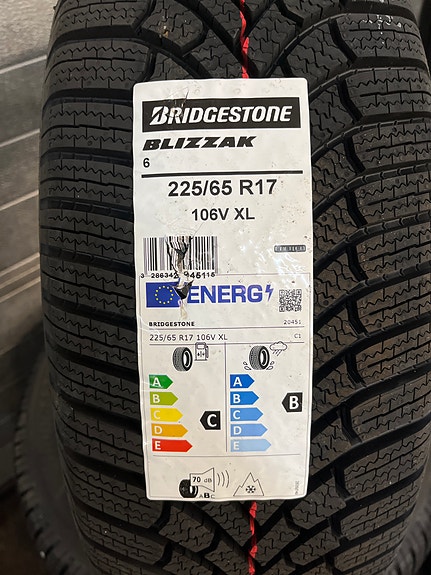 BRIDGESTONE
BLIZZAK
6
225/65 R17
106V XL
ENERG
BRIDGESTONE 20451
225/65 R17 106V XL C1
A A
B B B
C C C
D D
E E
70 dB
ABC